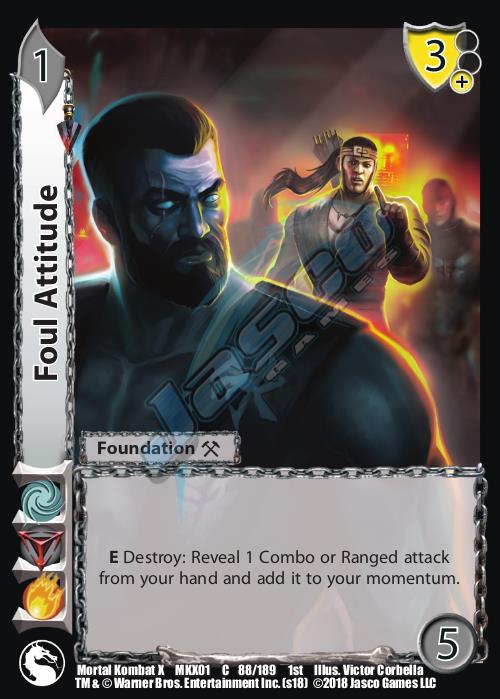 1
3
+
Foul Attitude
Jasco
GAMES
Foundation
E Destroy: Reveal 1 Combo or Ranged attack
from your hand and add it to your momentum.
5
Mortal Kombat X MKX01 C 88/189 1st Illus. Victor Corbella
TM & © Warner Bros. Entertainment Inc. (s18) ©2018 Jasco Games LLC